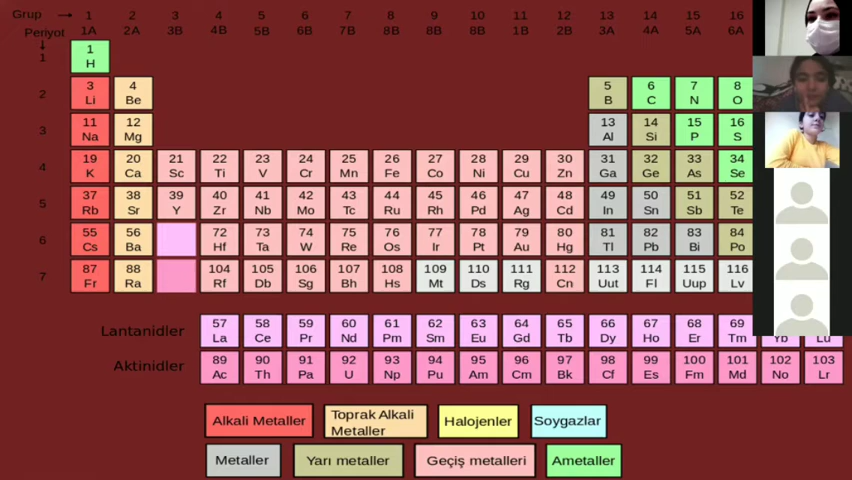 Grup → 1 2 3 4 5 6 7 8 9 10 11 12 13 14 15 16
Periyot 1A 2A 3B 4B 5B 6B 7B 8B 8B 8B 1B 2B 3A 4A 5A 6A
↓
1 1
H
2 3 4 5 6 7 8
Li Be B C N O
3 11 12 13 14 15 16
Na Mg Al Si P S
4 19 20 21 22 23 24 25 26 27 28 29 30 31 32 33 34
K Ca Sc Ti V Cr Mn Fe Co Ni Cu Zn Ga Ge As Se
5 37 38 39 40 41 42 43 44 45 46 47 48 49 50 51 52
Rb Sr Y Zr Nb Mo Tc Ru Rh Pd Ag Cd In Sn Sb Te
6 55 56 72 73 74 75 76 77 78 79 80 81 82 83 84
Cs Ba Hf Ta W Re Os Ir Pt Au Hg Tl Pb Bi Po
7 87 88 104 105 106 107 108 109 110 111 112 113 114 115 116
Fr Ra Rf Db Sg Bh Hs Mt Ds Rg Cn Uut Fl Uup Lv
Lantanidler 57 58 59 60 61 62 63 64 65 66 67 68 69
La Ce Pr Nd Pm Sm Eu Gd Tb Dy Ho Er Tm Yb Lu
Aktinidler 89 90 91 92 93 94 95 96 97 98 99 100 101 102 103
Ac Th Pa U Np Pu Am Cm Bk Cf Es Fm Md No Lr
Alkali Metaller
Toprak Alkali
Metaller
Halojenler
Soygazlar
Metaller
Yarı metaller
Geçiş metalleri
Ametaller